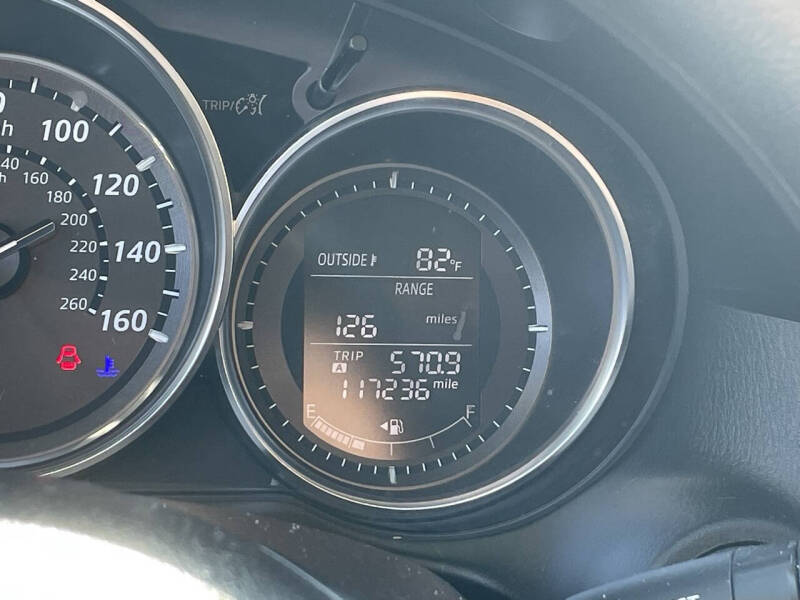 TRIP/
100
120
140
160
160
180
200
220
240
260
OUTSIDE 82°F
RANGE
126 miles
TRIP A 570.9
117236 mile
E F